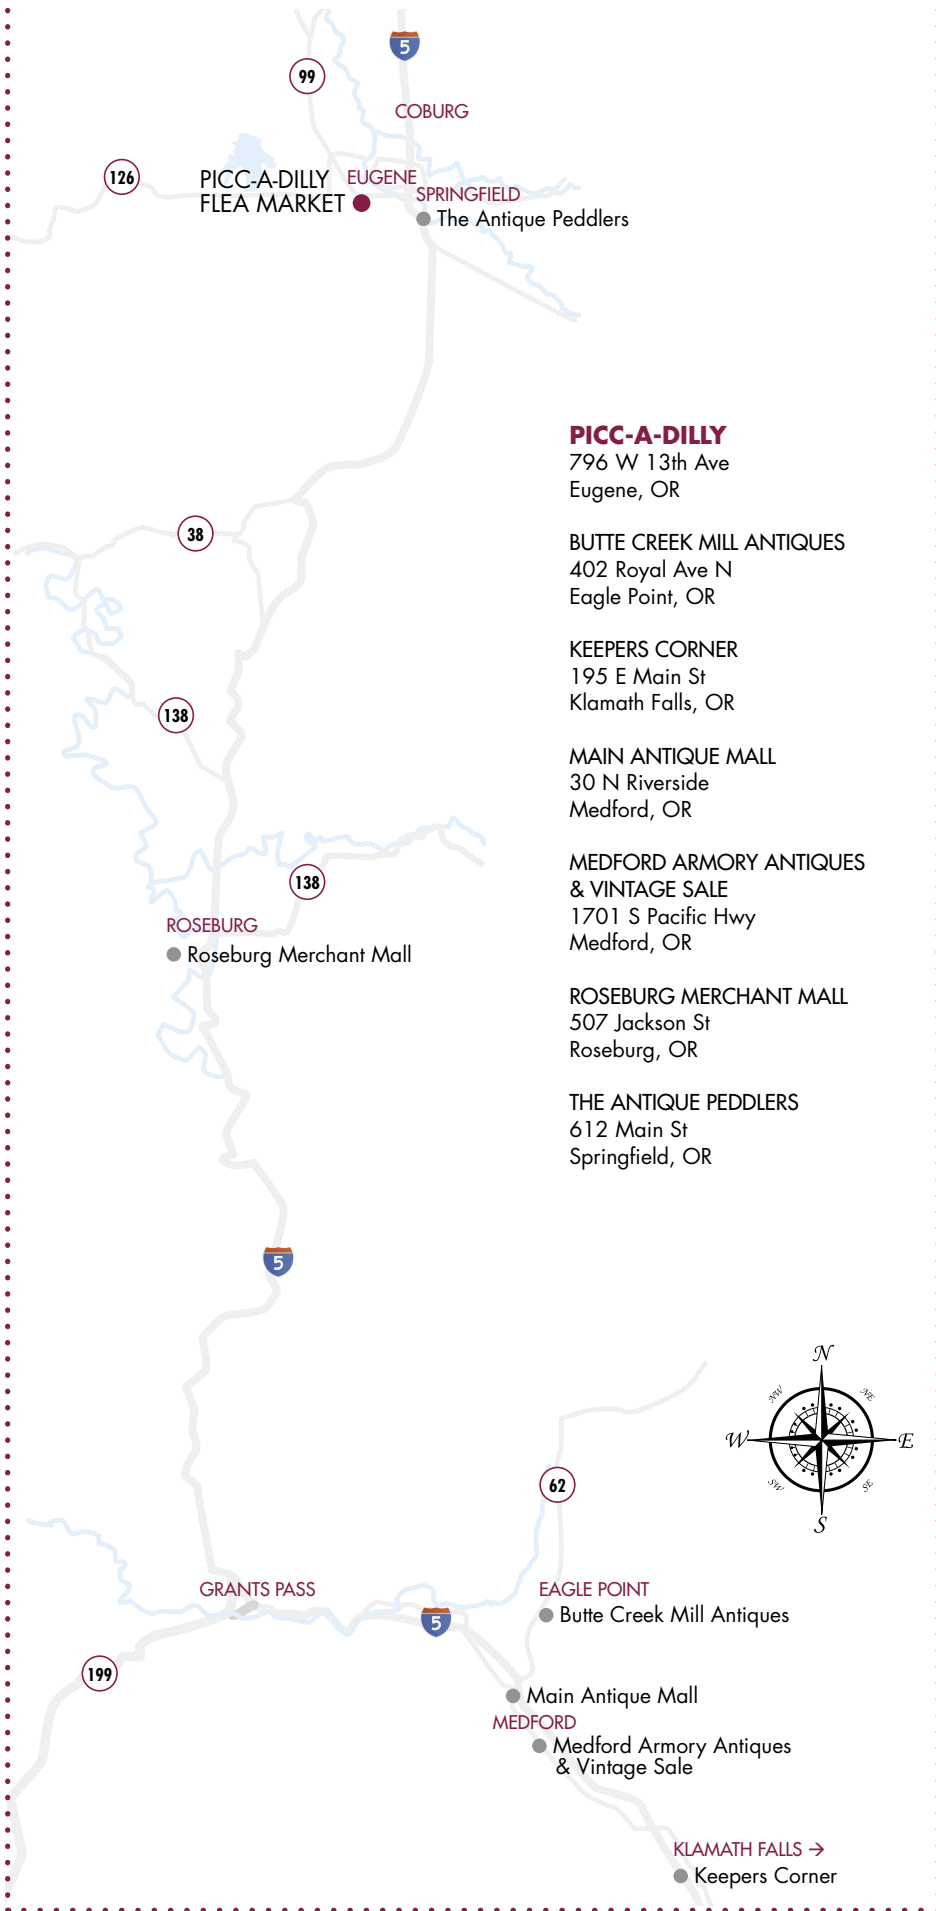 5
99
COBURG
126
PICC-A-DILLY
FLEA MARKET
EUGENE
SPRINGFIELD
The Antique Peddlers
PICC-A-DILLY
796 W 13th Ave
Eugene, OR
BUTTE CREEK MILL ANTIQUES
402 Royal Ave N
Eagle Point, OR
KEEPERS CORNER
195 E Main St
Klamath Falls, OR
MAIN ANTIQUE MALL
30 N Riverside
Medford, OR
MEDFORD ARMORY ANTIQUES
& VINTAGE SALE
1701 S Pacific Hwy
Medford, OR
ROSEBURG MERCHANT MALL
507 Jackson St
Roseburg, OR
THE ANTIQUE PEDDLERS
612 Main St
Springfield, OR
38
138
138
ROSEBURG
Roseburg Merchant Mall
5
N
NW
NE
W
E
SW
SE
S
62
GRANTS PASS
5
EAGLE POINT
Butte Creek Mill Antiques
199
Main Antique Mall
MEDFORD
Medford Armory Antiques
& Vintage Sale
KLAMATH FALLS →
Keepers Corner